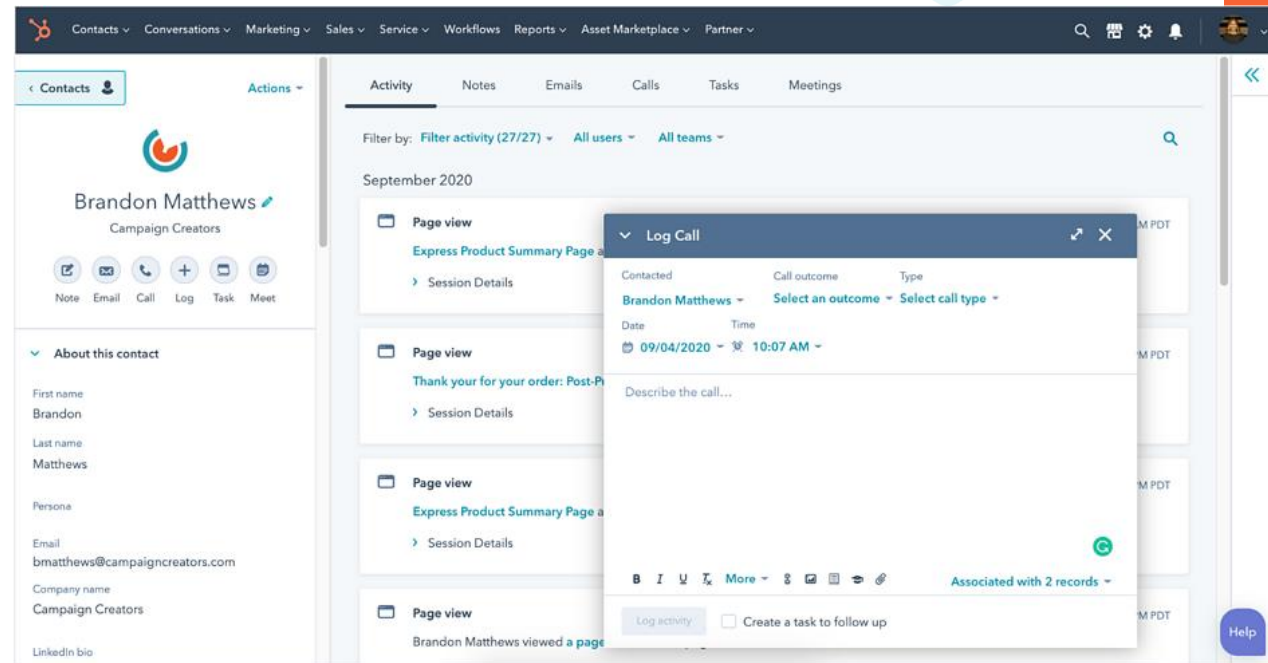 Contacts Conversations Marketing Sales Service Workflows Reports Asset Marketplace Partner
Contacts
Actions
Brandon Matthews
Campaign Creators
Note Email Call Log Task Meet
About this contact
First name
Brandon
Last name
Matthews
Persona
Email
bmatthews@campaigncreators.com
Company name
Campaign Creators
LinkedIn bio
Activity Notes Emails Calls Tasks Meetings
Filter by: Filter activity (27/27) All users All teams
September 2020
Page view
Express Product Summary Page a
Session Details
M PDT
Page view
Thank your for your order: Post-P
Session Details
M PDT
Page view
Express Product Summary Page a
Session Details
M PDT
Page view
Brandon Matthews viewed a page
M PDT
Log Call
Contacted Call outcome Type
Brandon Matthews Select an outcome Select call type
Date Time
09/04/2020 10:07 AM
Describe the call...
B I U Tx More
Associated with 2 records
Log activity Create a task to follow up
Help